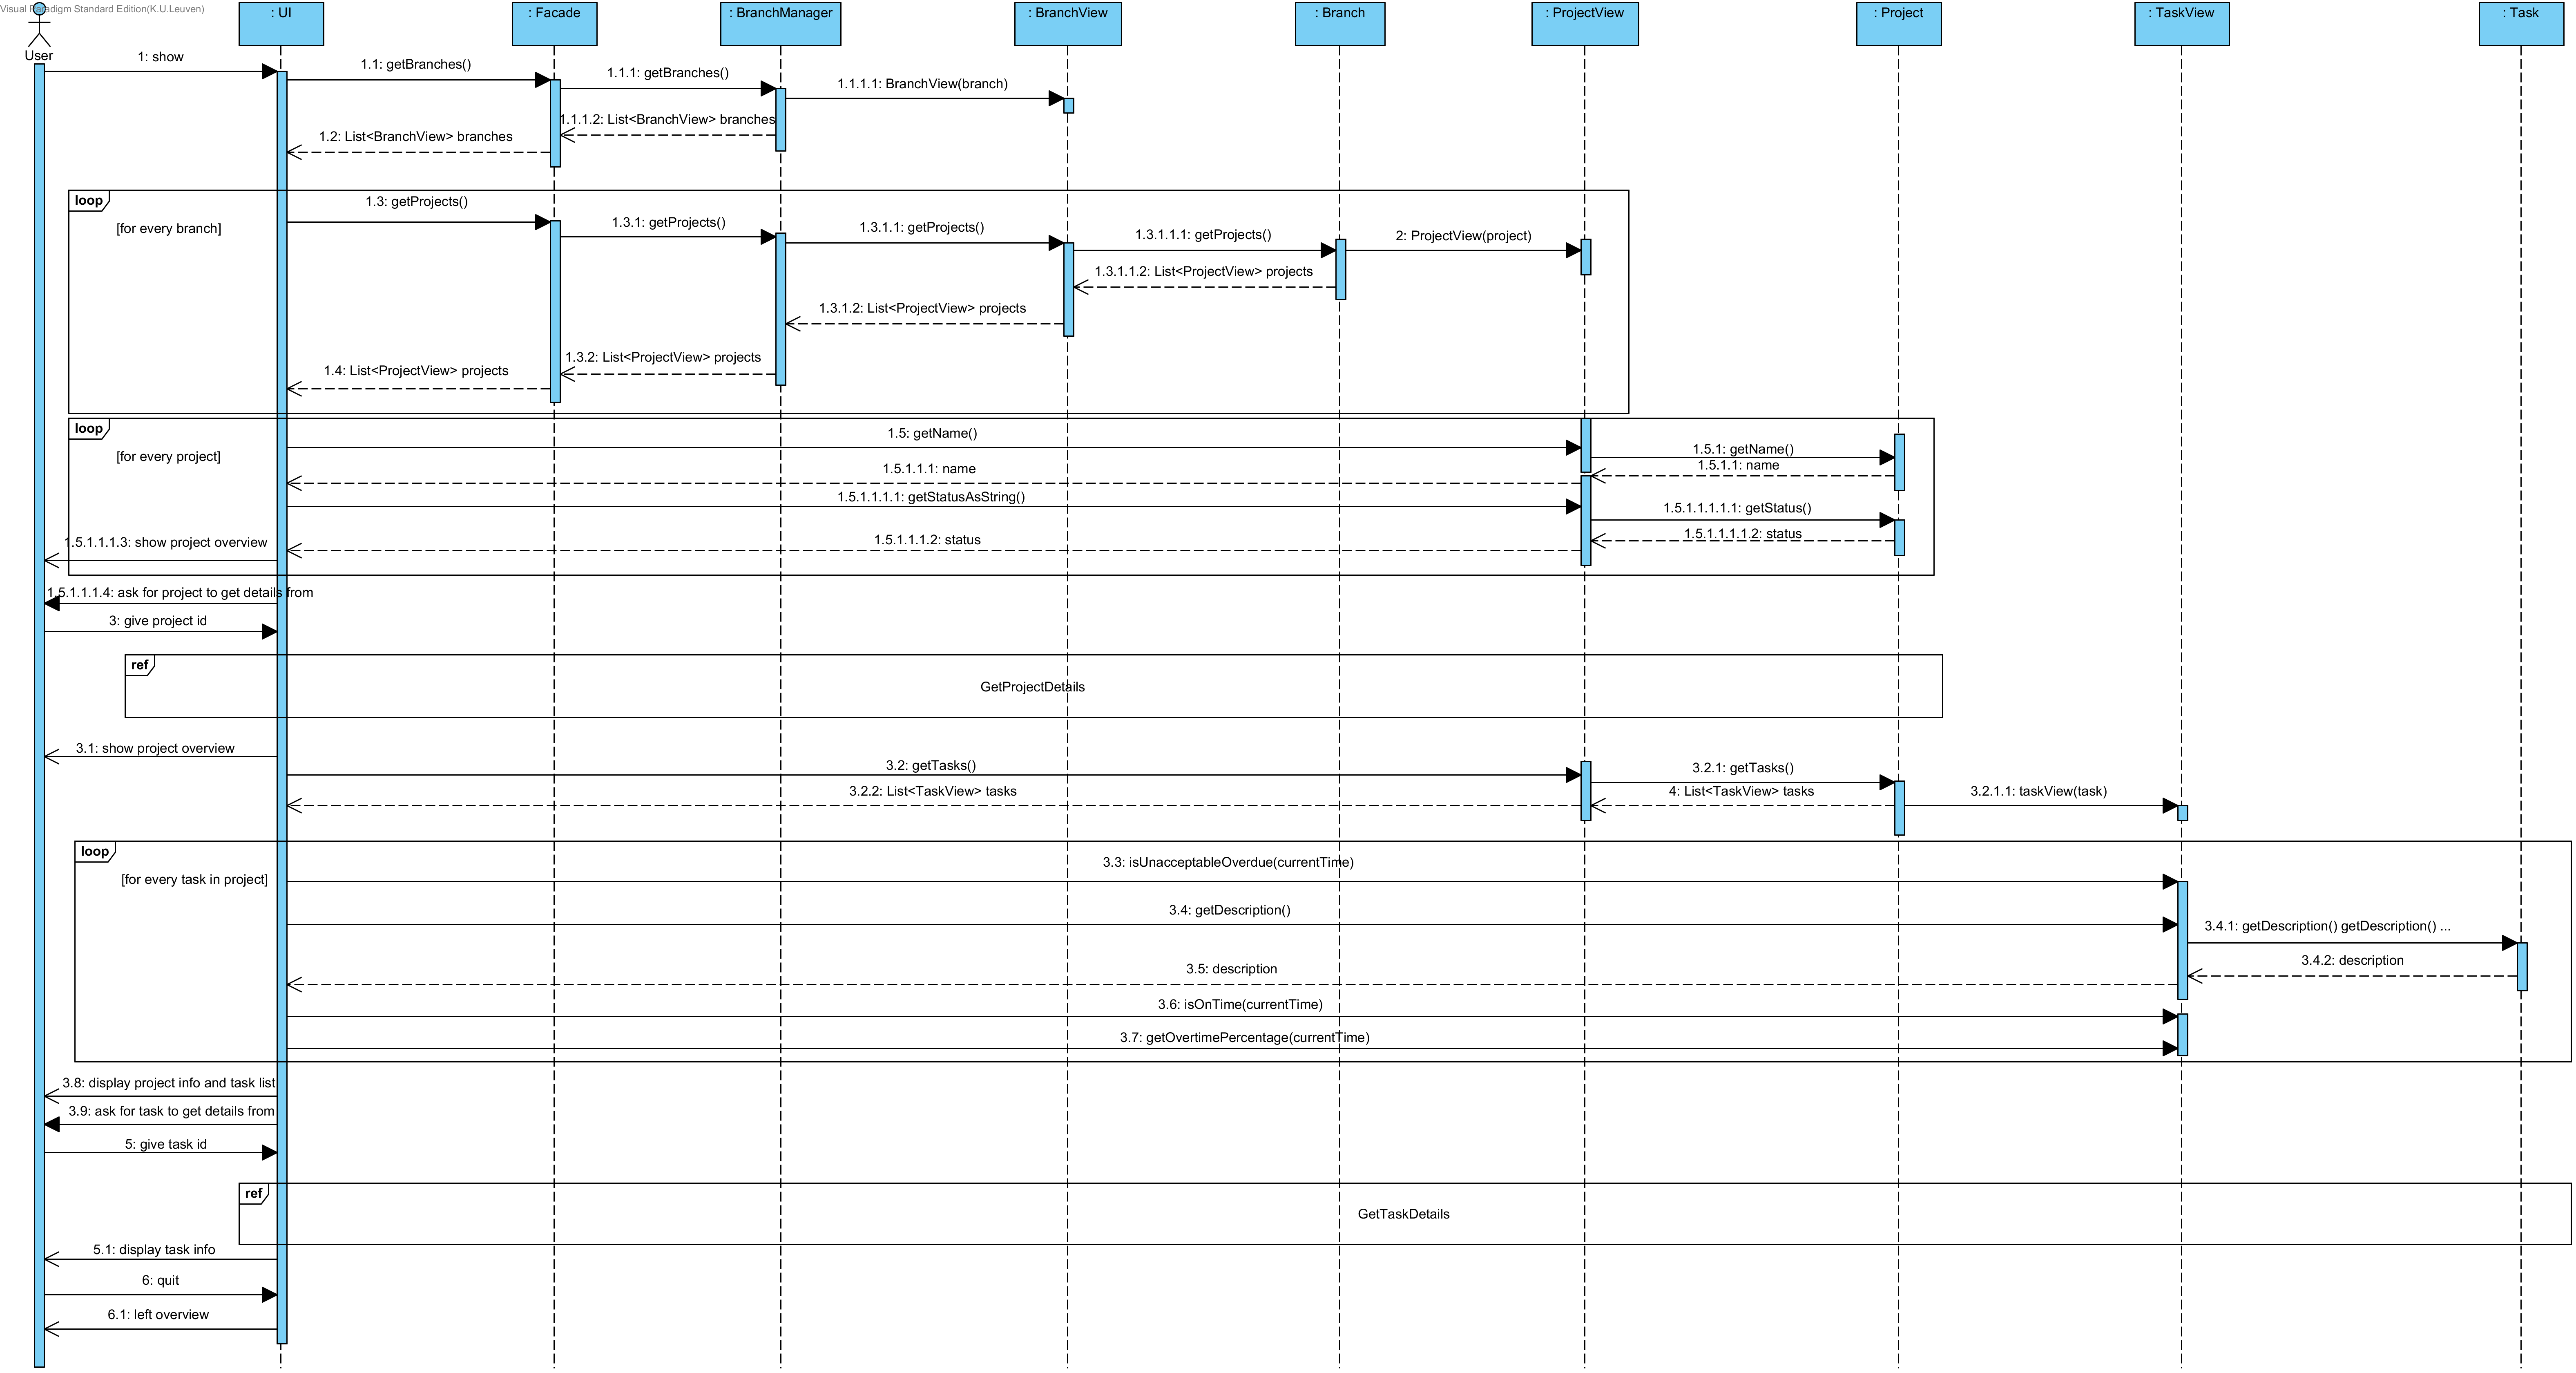 Visual Paradigm Standard Edition(K.U.Leuven)
User
: UI
: Facade
: BranchManager
: BranchView
: Branch
: ProjectView
: Project
: TaskView
: Task
1: show
1.1: getBranches()
1.1.1: getBranches()
1.1.1.1: BranchView(branch)
1.1.1.2: List<BranchView> branches
1.2: List<BranchView> branches
loop
[for every branch]
1.3: getProjects()
1.3.1: getProjects()
1.3.1.1: getProjects()
1.3.1.1.1: getProjects()
2: ProjectView(project)
1.3.1.1.2: List<ProjectView> projects
1.3.1.2: List<ProjectView> projects
1.3.2: List<ProjectView> projects
1.4: List<ProjectView> projects
loop
[for every project]
1.5: getName()
1.5.1: getName()
1.5.1.1: name
1.5.1.1.1: name
1.5.1.1.1.1: getStatusAsString()
1.5.1.1.1.1.1: getStatus()
1.5.1.1.1.1.2: status
1.5.1.1.1.2: status
1.5.1.1.1.3: show project overview
1.5.1.1.1.4: ask for project to get details from
3: give project id
ref
GetProjectDetails
3.1: show project overview
3.2: getTasks()
3.2.1: getTasks()
3.2.2: List<TaskView> tasks
4: List<TaskView> tasks
3.2.1.1: taskView(task)
loop
[for every task in project]
3.3: isUnacceptableOverdue(currentTime)
3.4: getDescription()
3.4.1: getDescription() getDescription() ...
3.4.2: description
3.5: description
3.6: isOnTime(currentTime)
3.7: getOvertimePercentage(currentTime)
3.8: display project info and task list
3.9: ask for task to get details from
5: give task id
ref
GetTaskDetails
5.1: display task info
6: quit
6.1: left overview